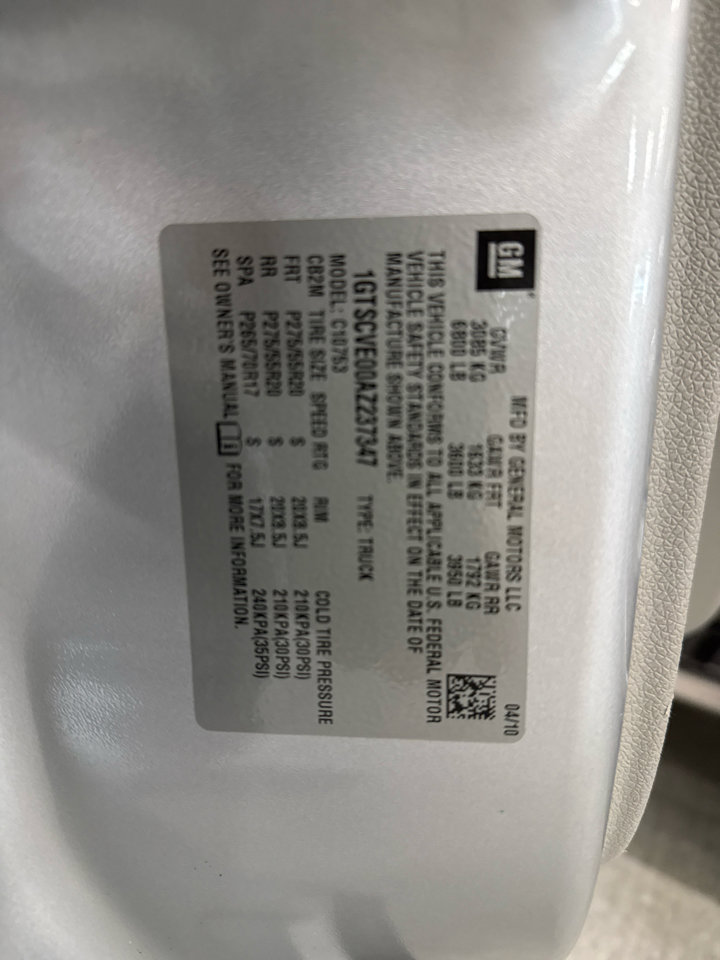 GM
MFD BY GENERAL MOTORS LLC 04/10
GVWR GAWR FRT GAWR RR
3085 KG 1633 KG 1792 KG
6800 LB 3600 LB 3950 LB
THIS VEHICLE CONFORMS TO ALL APPLICABLE U.S. FEDERAL MOTOR
VEHICLE SAFETY STANDARDS IN EFFECT ON THE DATE OF
MANUFACTURE SHOWN ABOVE.
1GTSCVE00AZ237347 TYPE: TRUCK
MODEL: C10753
CB2M TIRE SIZE SPEED RTG RIM COLD TIRE PRESSURE
FRT P275/55R20 S 20X8.5J 210KPA(30PSI)
RR P275/55R20 S 20X8.5J 210KPA(30PSI)
SPA P265/70R17 S 17X7.5J 240KPA(35PSI)
SEE OWNER'S MANUAL FOR MORE INFORMATION.